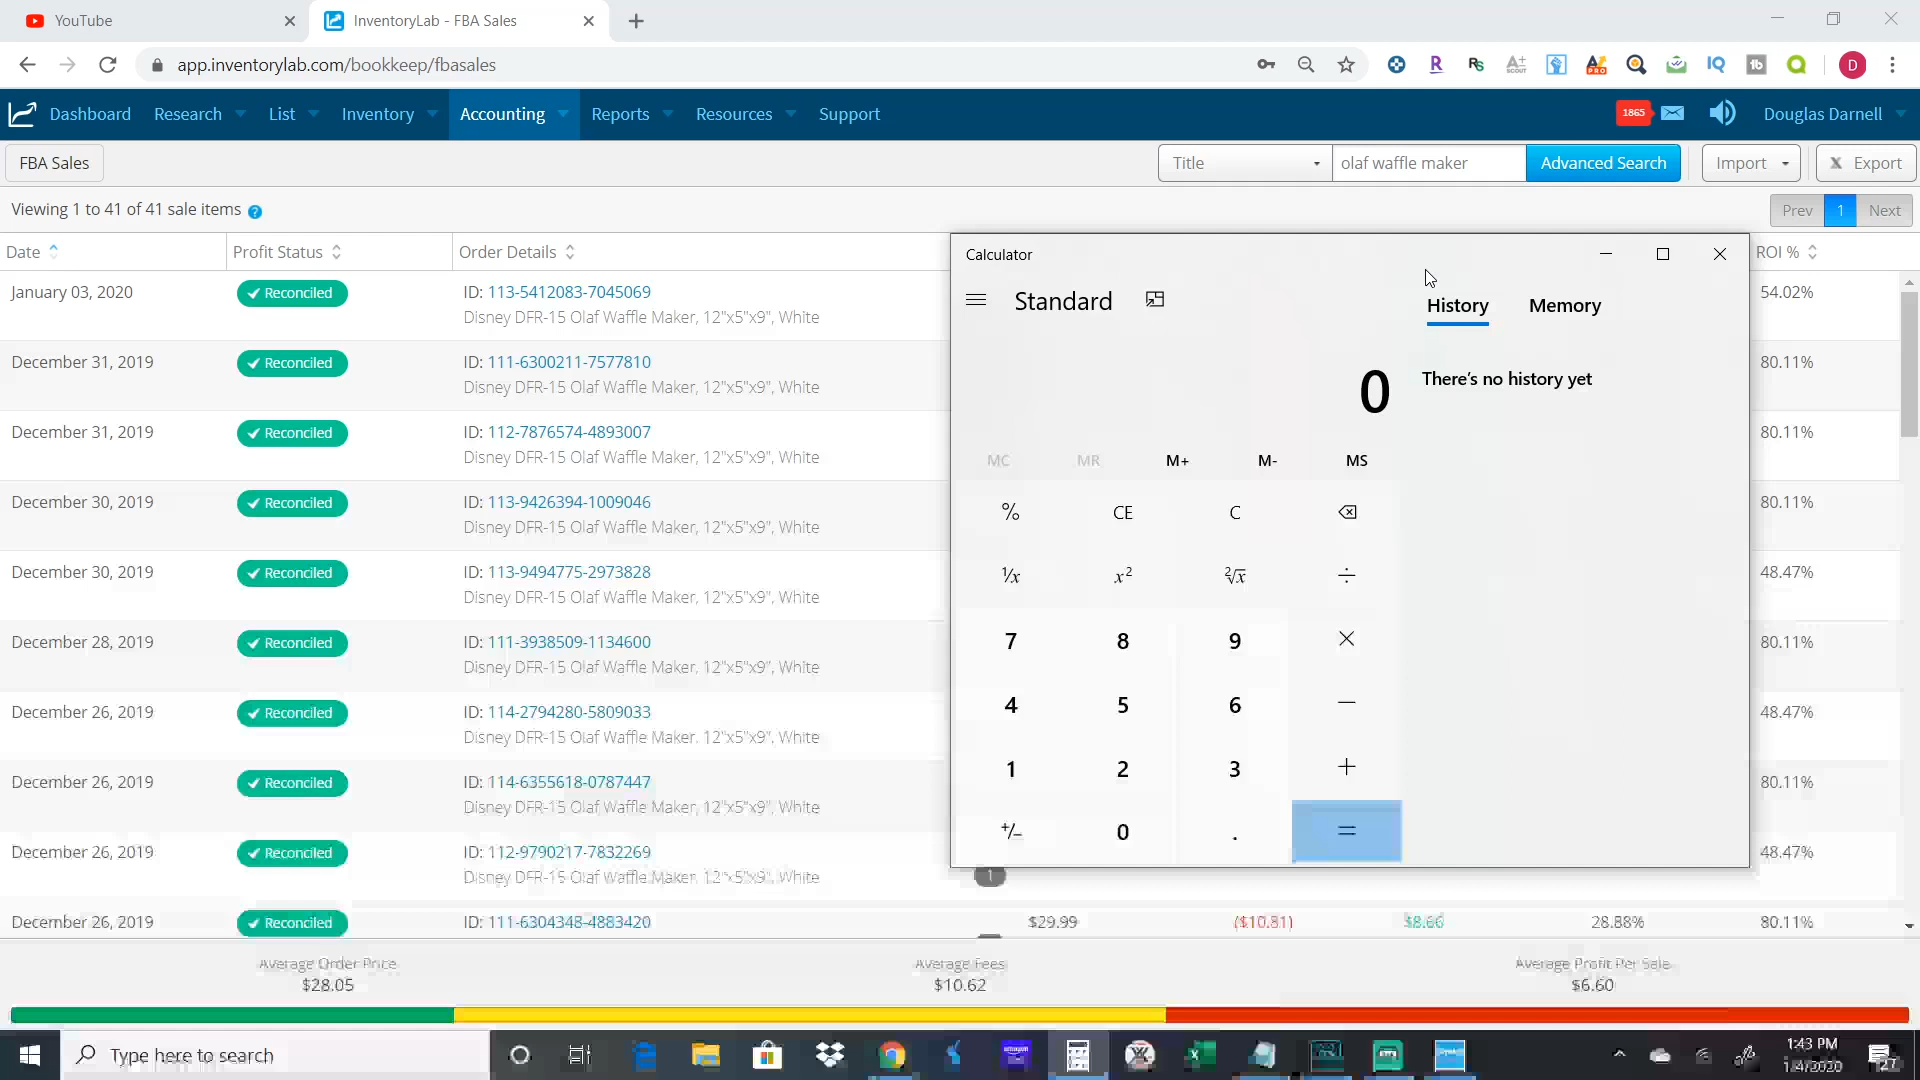 YouTube
InventoryLab - FBA Sales
app.inventorylab.com/bookkeep/fbasales
Dashboard Research List Inventory Accounting Reports Resources Support 1865 Douglas Darnell
FBA Sales Title olaf waffle maker Advanced Search Import X Export
Viewing 1 to 41 of 41 sale items ? Prev 1 Next
Date Profit Status Order Details ROI %
January 03, 2020 Reconciled ID: 113-5412083-7045069 54.02%
Disney DFR-15 Olaf Waffle Maker, 12"x5"x9", White
December 31, 2019 Reconciled ID: 111-6300211-7577810 80.11%
Disney DFR-15 Olaf Waffle Maker, 12"x5"x9", White
December 31, 2019 Reconciled ID: 112-7876574-4893007 80.11%
Disney DFR-15 Olaf Waffle Maker, 12"x5"x9", White
December 30, 2019 Reconciled ID: 113-9426394-1009046 80.11%
Disney DFR-15 Olaf Waffle Maker, 12"x5"x9", White
December 30, 2019 Reconciled ID: 113-9494775-2973828 48.47%
Disney DFR-15 Olaf Waffle Maker, 12"x5"x9", White
December 28, 2019 Reconciled ID: 111-3938509-1134600 80.11%
Disney DFR-15 Olaf Waffle Maker, 12"x5"x9", White
December 26, 2019 Reconciled ID: 114-2794280-5809033 48.47%
Disney DFR-15 Olaf Waffle Maker, 12"x5"x9", White
December 26, 2019 Reconciled ID: 114-6355618-0787447 80.11%
Disney DFR-15 Olaf Waffle Maker, 12"x5"x9", White
December 26, 2019 Reconciled ID: 112-9790217-7832269 48.47%
Disney DFR-15 Olaf Waffle Maker, 12"x5"x9", White
1
December 26, 2019 Reconciled ID: 111-6304348-4883420 $29.99 ($10.81) $8.66 28.88% 80.11%
Average Order Price Average Fees Average Profit Per Sale
$28.05 $10.62 $6.60
Calculator
Standard History Memory
0 There's no history yet
MC MR M+ M- MS
% CE C
1/x x² ²√x ÷
7 8 9 ×
4 5 6 −
1 2 3 +
+/− 0 . =
Type here to search
1:43 PM
1/4/2020
27